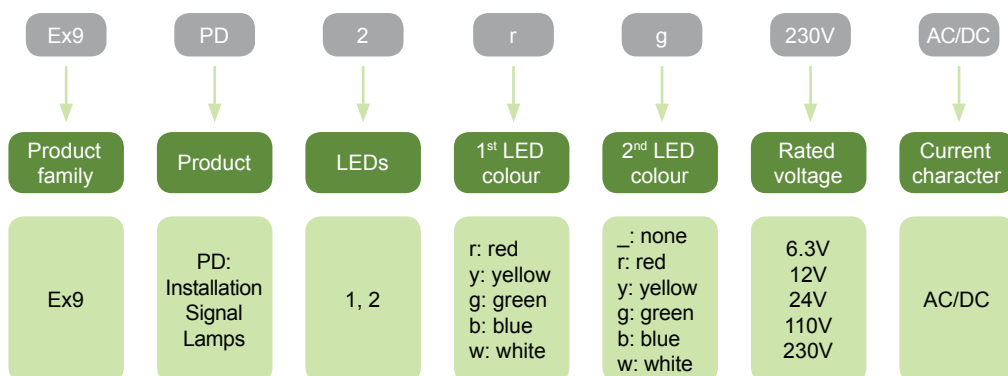 Ex9
PD
2
r
g
230V
AC/DC
Product
family
Product
LEDs
1st LED
colour
2nd LED
colour
Rated
voltage
Current
character
Ex9
PD:
Installation
Signal
Lamps
1, 2
r: red
y: yellow
g: green
b: blue
w: white
_: none
r: red
y: yellow
g: green
b: blue
w: white
6.3V
12V
24V
110V
230V
AC/DC